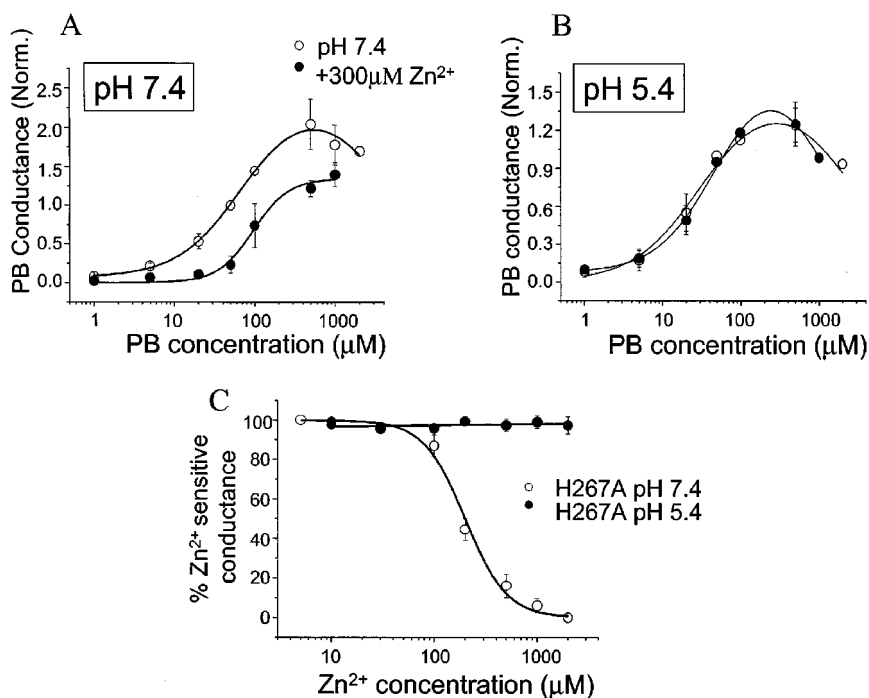 A
pH 7.4
○ pH 7.4
● +300μM Zn²⁺
PB Conductance (Norm.)
2.5
2.0
1.5
1.0
0.5
0.0
1
10
100
1000
PB concentration (μM)
B
pH 5.4
PB conductance (Norm.)
1.5
1.2
0.9
0.6
0.3
0.0
1
10
100
1000
PB concentration (μM)
C
% Zn²⁺ sensitive
conductance
100
80
60
40
20
0
○ H267A pH 7.4
● H267A pH 5.4
10
100
1000
Zn²⁺ concentration (μM)